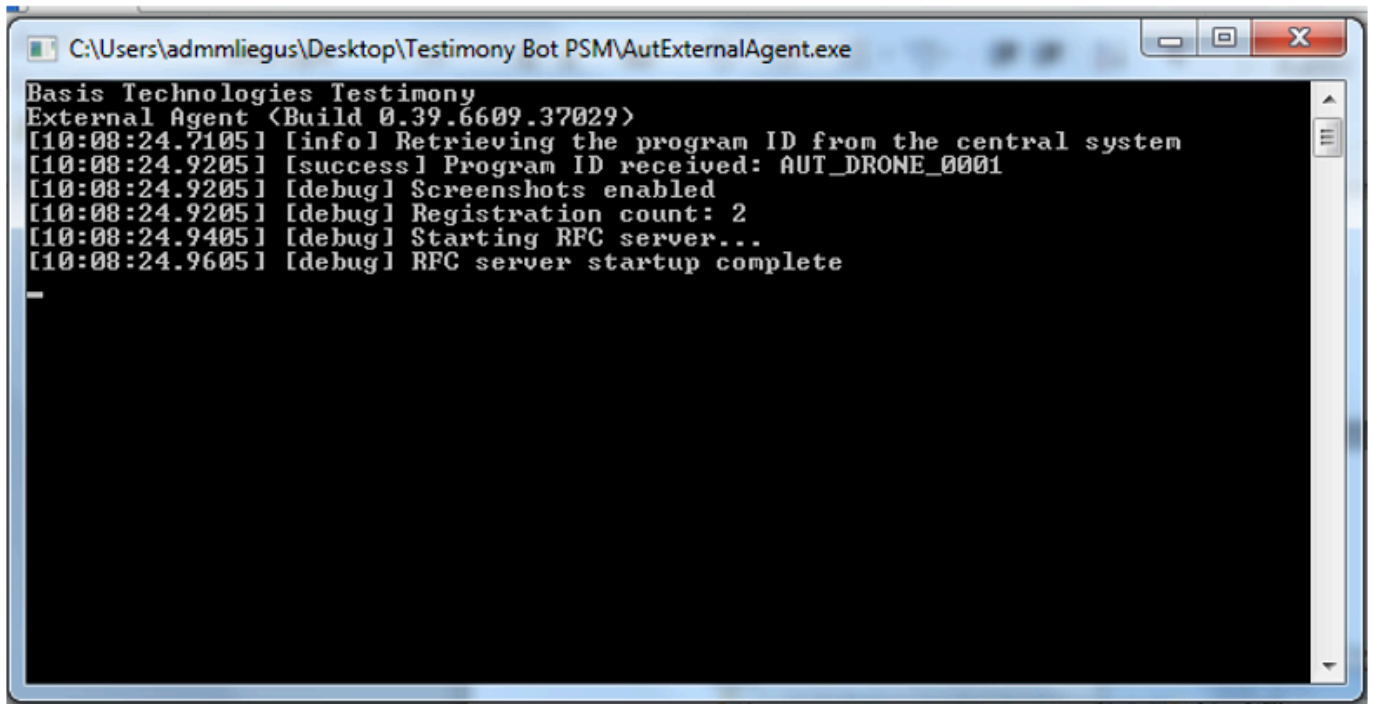 C:\Users\admmliegus\Desktop\Testimony Bot PSM\AutExternalAgent.exe
Basis Technologies Testimony
External Agent (Build 0.39.6609.37029)
[10:08:24.7105] [info] Retrieving the program ID from the central system
[10:08:24.9205] [success] Program ID received: AUT_DRONE_0001
[10:08:24.9205] [debug] Screenshots enabled
[10:08:24.9205] [debug] Registration count: 2
[10:08:24.9405] [debug] Starting RFC server...
[10:08:24.9605] [debug] RFC server startup complete